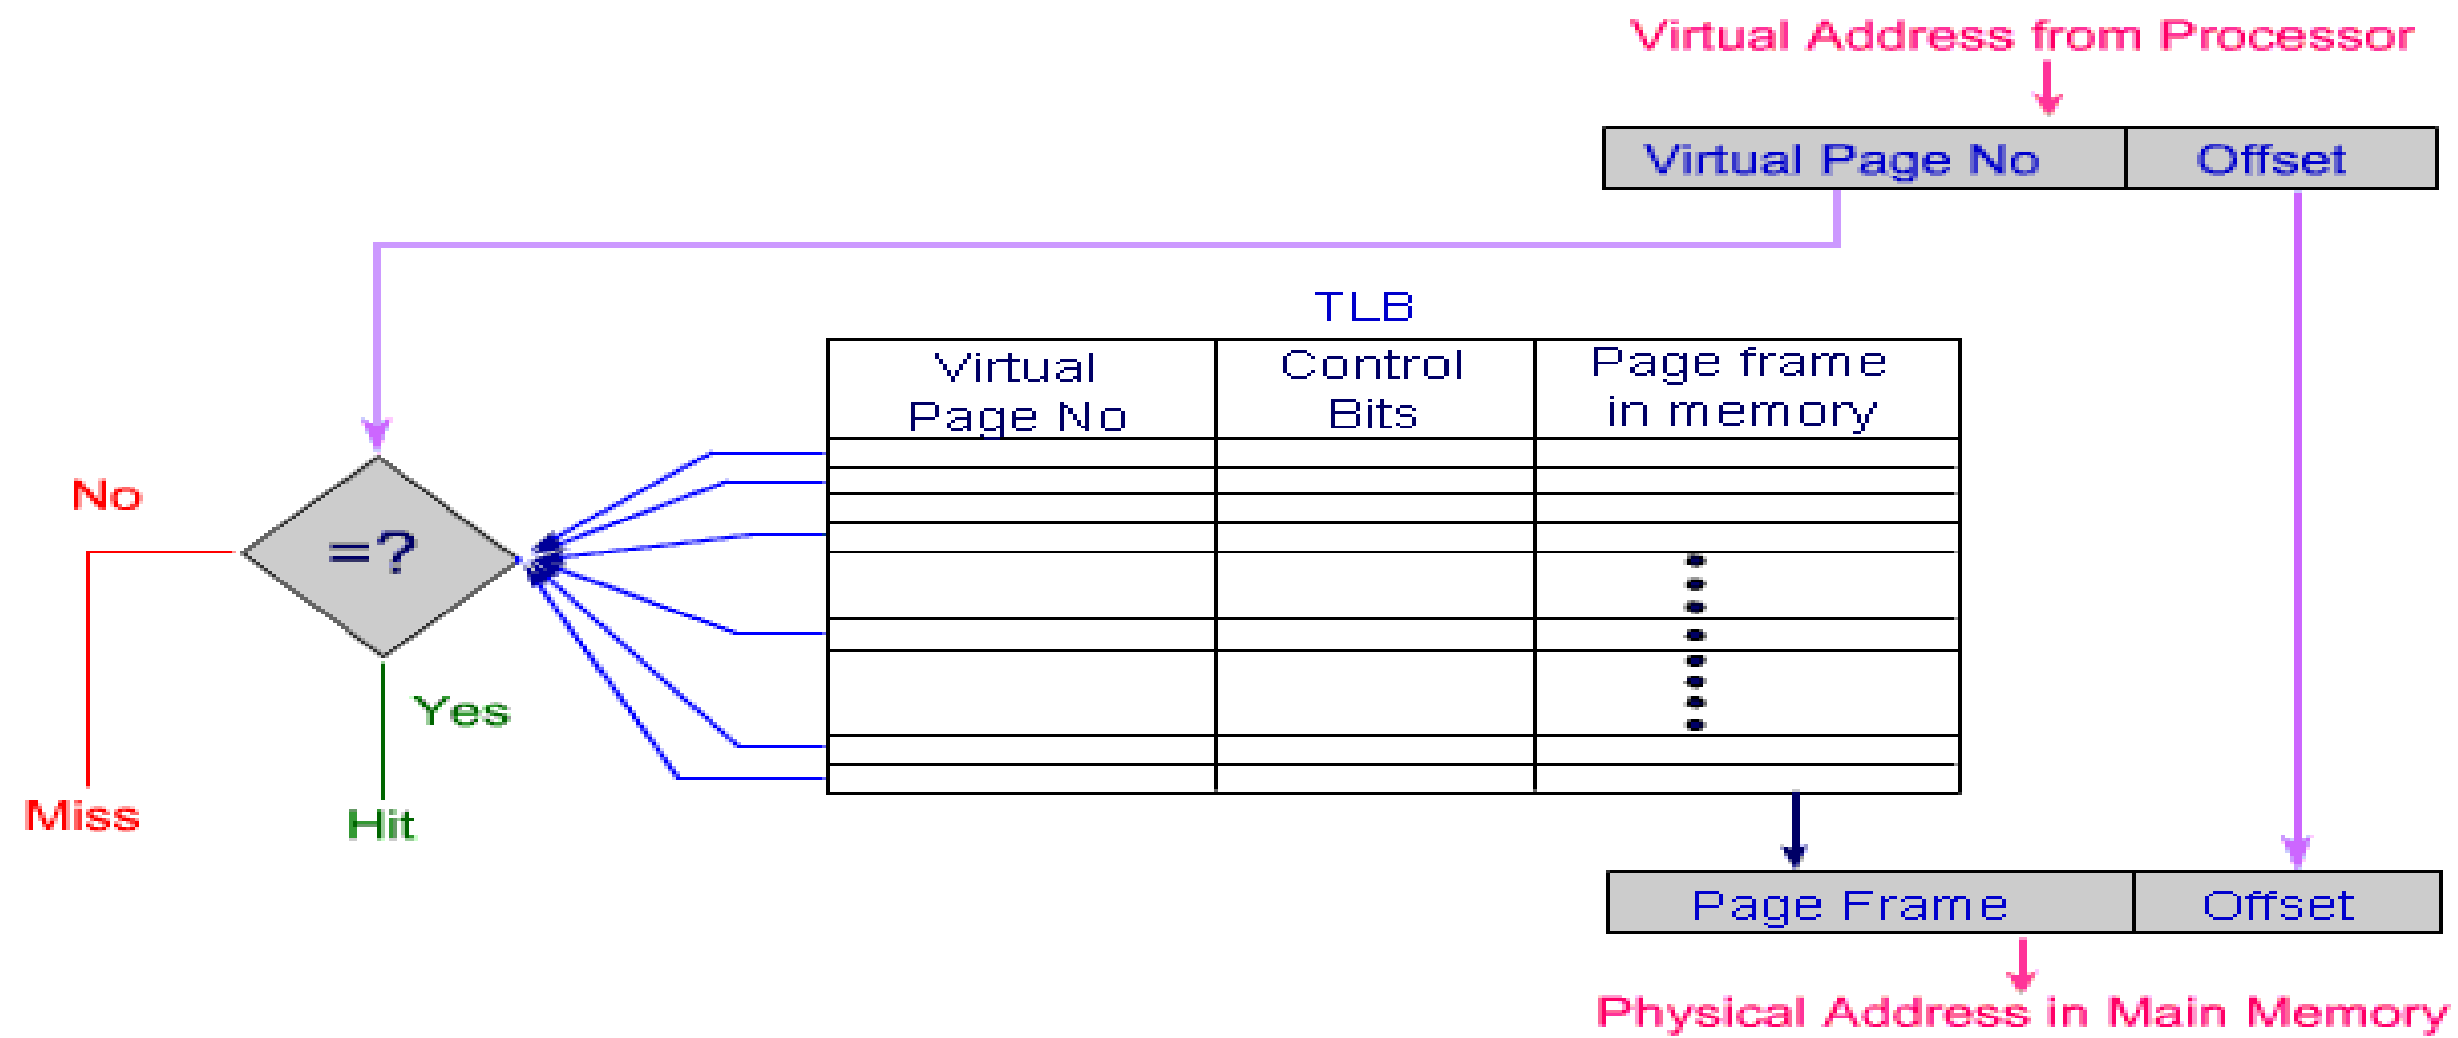 Virtual Address from Processor
Virtual Page No
Offset
TLB
Virtual
Page No
Control
Bits
Page frame
in memory
No
=?
Yes
Miss
Hit
Page Frame
Offset
Physical Address in Main Memory